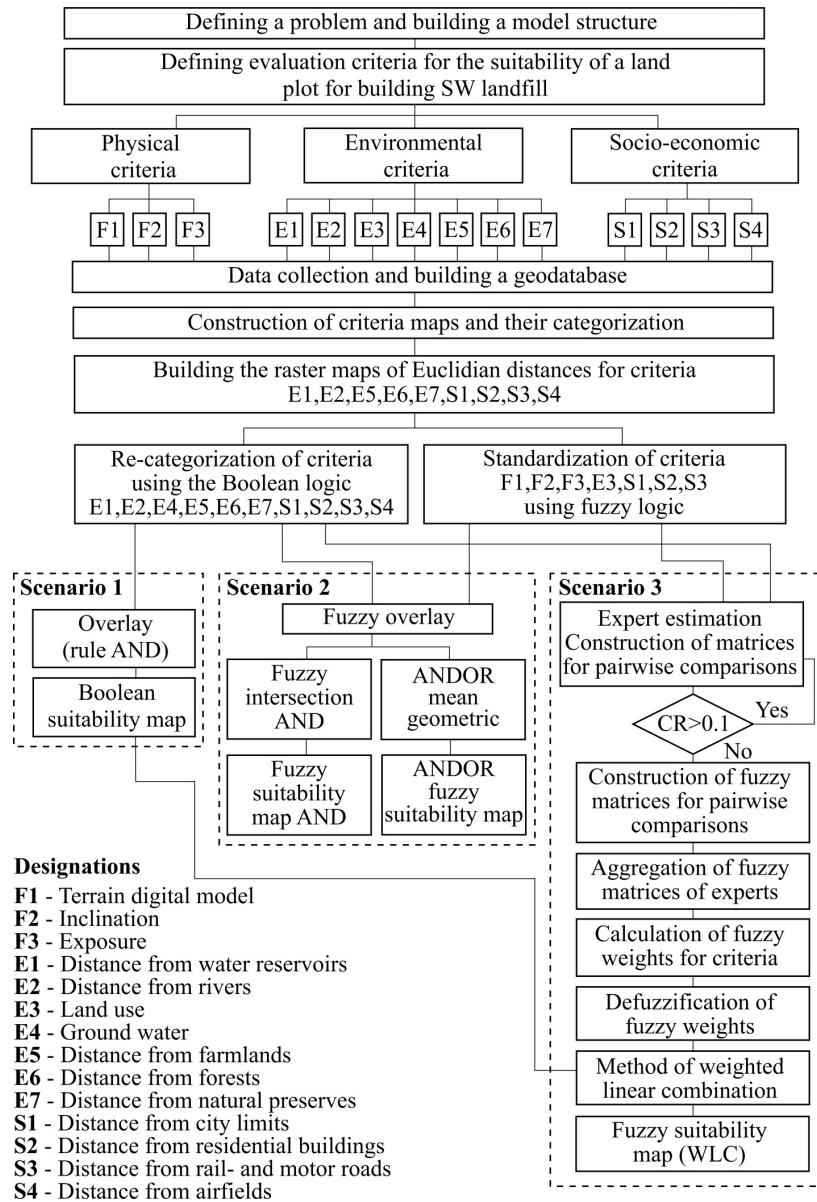 Defining a problem and building a model structure
Defining evaluation criteria for the suitability of a land
plot for building SW landfill
Physical
criteria
Environmental
criteria
Socio-economic
criteria
F1 F2 F3 E1 E2 E3 E4 E5 E6 E7 S1 S2 S3 S4
Data collection and building a geodatabase
Construction of criteria maps and their categorization
Building the raster maps of Euclidian distances for criteria
E1,E2,E5,E6,E7,S1,S2,S3,S4
Re-categorization of criteria
using the Boolean logic
E1,E2,E4,E5,E6,E7,S1,S2,S3,S4
Standardization of criteria
F1,F2,F3,E3,S1,S2,S3
using fuzzy logic
Scenario 1
Overlay
(rule AND)
Boolean
suitability map
Scenario 2
Fuzzy overlay
Fuzzy
intersection
AND
ANDOR
mean
geometric
Fuzzy
suitability
map AND
ANDOR
fuzzy
suitability map
Scenario 3
Expert estimation
Construction of matrices
for pairwise comparisons
CR>0.1
Yes
No
Construction of fuzzy
matrices for pairwise
comparisons
Aggregation of fuzzy
matrices of experts
Calculation of fuzzy
weights for criteria
Defuzzification of
fuzzy weights
Method of weighted
linear combination
Fuzzy suitability
map (WLC)
Designations
F1 - Terrain digital model
F2 - Inclination
F3 - Exposure
E1 - Distance from water reservoirs
E2 - Distance from rivers
E3 - Land use
E4 - Ground water
E5 - Distance from farmlands
E6 - Distance from forests
E7 - Distance from natural preserves
S1 - Distance from city limits
S2 - Distance from residential buildings
S3 - Distance from rail- and motor roads
S4 - Distance from airfields